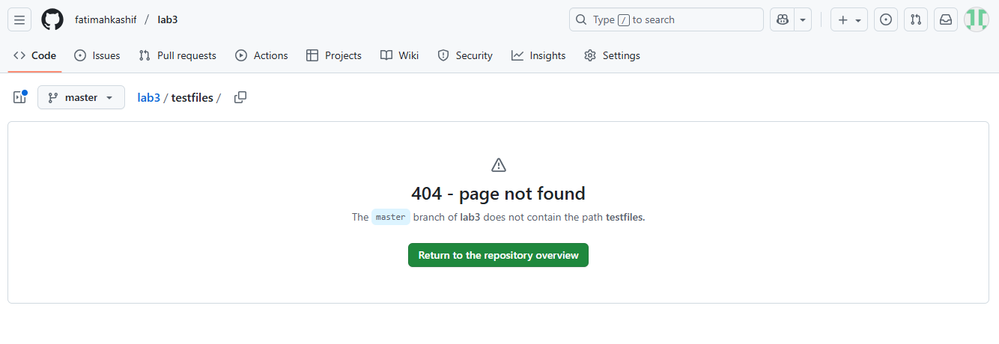 fatimahkashif / lab3
Type / to search
Code Issues Pull requests Actions Projects Wiki Security Insights Settings
master
lab3 / testfiles /
404 - page not found
The master branch of lab3 does not contain the path testfiles.
Return to the repository overview